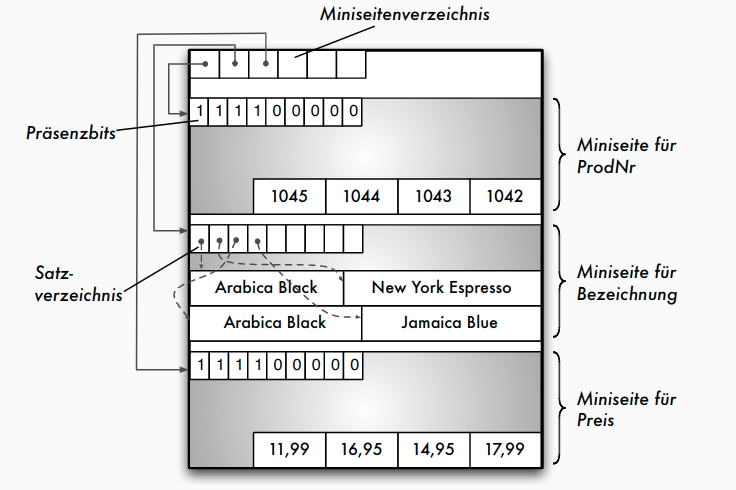 Miniseitenverzeichnis
Präsenzbits
1 1 1 1 0 0 0 0 0
Miniseite für
ProdNr
1045 1044 1043 1042
Satz-
verzeichnis
Miniseite für
Bezeichnung
Arabica Black New York Espresso
Arabica Black Jamaica Blue
1 1 1 1 0 0 0 0 0
Miniseite für
Preis
11,99 16,95 14,95 17,99